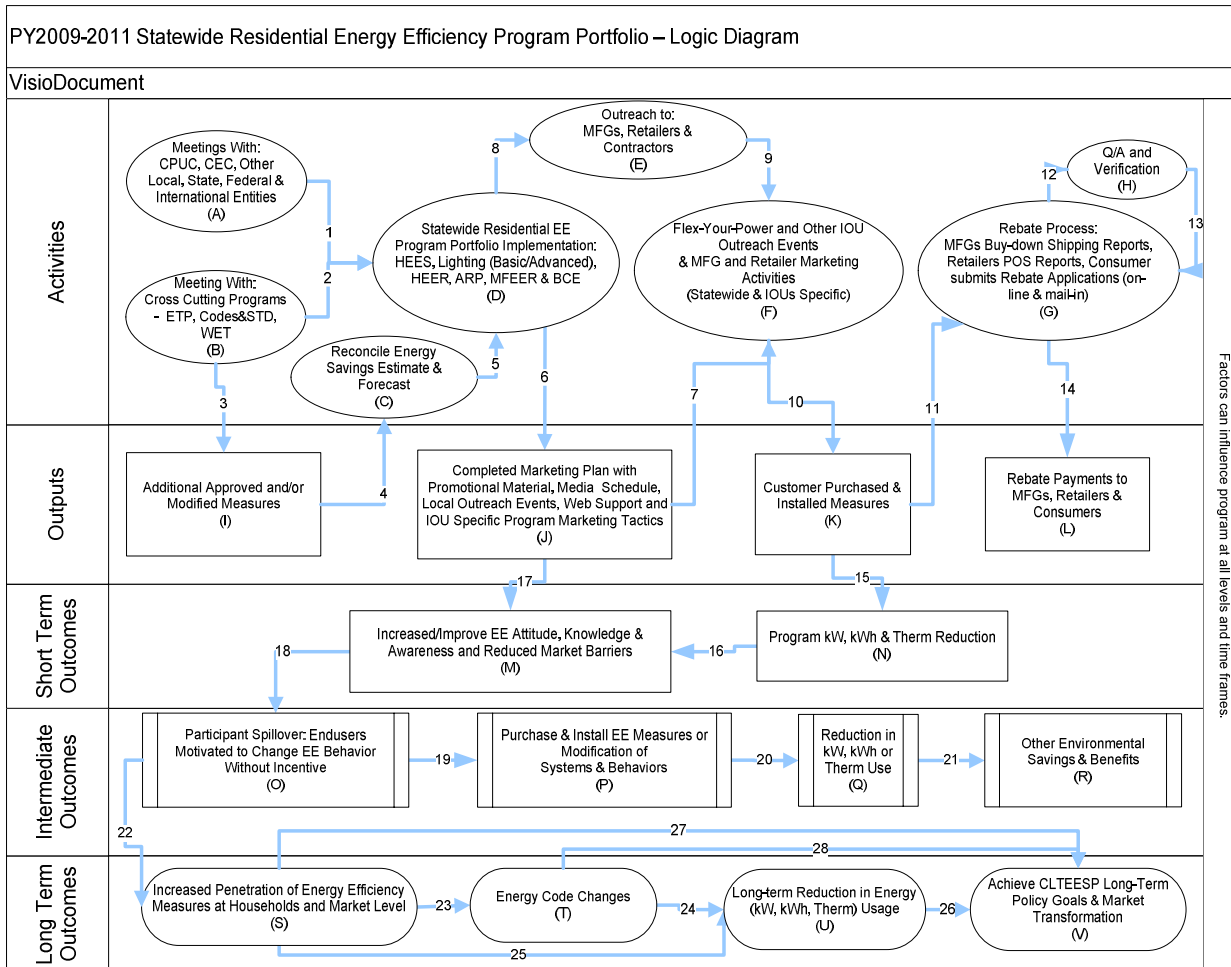 PY2009-2011 Statewide Residential Energy Efficiency Program Portfolio – Logic Diagram
VisioDocument
Activities
Meetings With:
CPUC, CEC, Other
Local, State, Federal &
International Entities
(A)
1
2
Meeting With:
Cross Cutting Programs
- ETP, Codes&STD,
WET
(B)
3
Reconcile Energy
Savings Estimate &
Forecast
(C)
4
5
Statewide Residential EE
Program Portfolio Implementation:
HEES, Lighting (Basic/Advanced),
HEER, ARP, MFEER & BCE
(D)
6
8
Outreach to:
MFGs, Retailers &
Contractors
(E)
9
Flex-Your-Power and Other IOU
Outreach Events
& MFG and Retailer Marketing
Activities
(Statewide & IOUs Specific)
(F)
7
10
11
Rebate Process:
MFGs Buy-down Shipping Reports,
Retailers POS Reports, Consumer
submits Rebate Applications (on-
line & mail-in)
(G)
12
Q/A and
Verification
(H)
13
14
Outputs
Additional Approved and/or
Modified Measures
(I)
Completed Marketing Plan with
Promotional Material, Media Schedule,
Local Outreach Events, Web Support and
IOU Specific Program Marketing Tactics
(J)
Customer Purchased &
Installed Measures
(K)
Rebate Payments to
MFGs, Retailers &
Consumers
(L)
17
15
Short Term
Outcomes
18
Increased/Improve EE Attitude, Knowledge &
Awareness and Reduced Market Barriers
(M)
16
Program kW, kWh & Therm Reduction
(N)
Intermediate
Outcomes
Participant Spillover: Endusers
Motivated to Change EE Behavior
Without Incentive
(O)
19
Purchase & Install EE Measures or
Modification of
Systems & Behaviors
(P)
20
Reduction in
kW, kWh or
Therm Use
(Q)
21
Other Environmental
Savings & Benefits
(R)
22
27
28
Long Term
Outcomes
Increased Penetration of Energy Efficiency
Measures at Households and Market Level
(S)
23
Energy Code Changes
(T)
24
Long-term Reduction in Energy
(kW, kWh, Therm) Usage
(U)
26
Achieve CLTEESP Long-Term
Policy Goals & Market
Transformation
(V)
25
Factors can influence program at all levels and time frames.